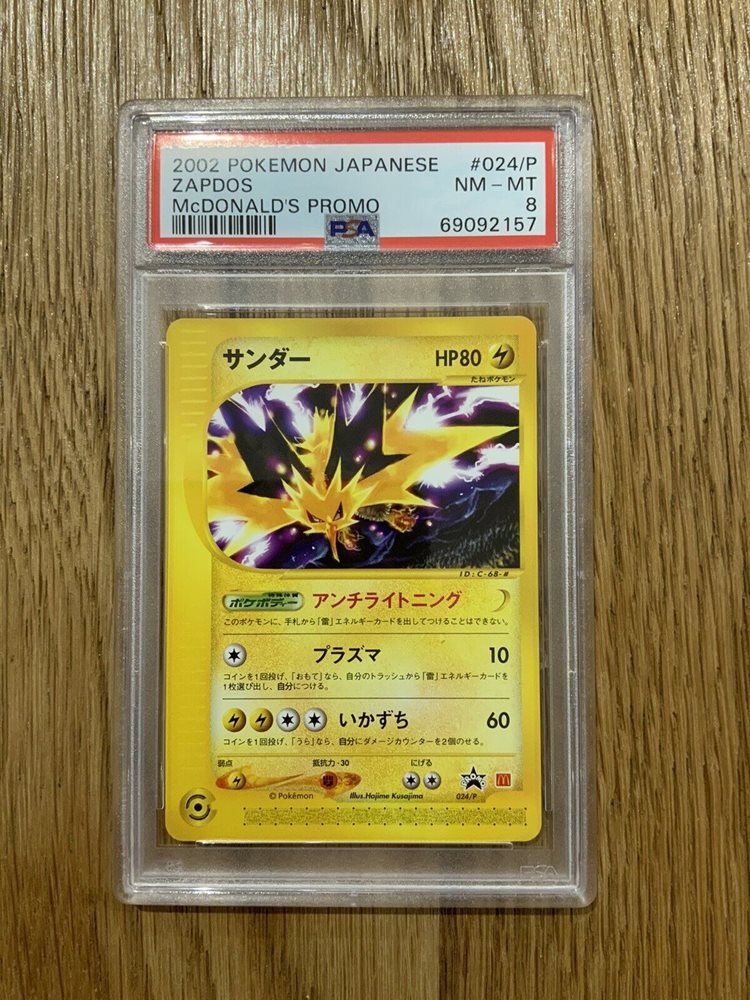 2002 POKEMON JAPANESE #024/P
ZAPDOS NM – MT
McDONALD'S PROMO 8
PSA 69092157
サンダー HP80
たねポケモン
ID:C-68-#
特殊体質
ポケボディー アンチライトニング
このポケモンに、手札から「雷」エネルギーカードを出してつけることはできない。
プラズマ 10
コインを1回投げ、「おもて」なら、自分のトラッシュから「雷」エネルギーカードを
1枚選び出し、自分につける。
いかずち 60
コインを1回投げ、「うら」なら、自分にダメージカウンターを2個のせる。
弱点 抵抗力-30 にげる
PROMO
©Pokémon Illus.Hajime Kusajima 024/P
PSA